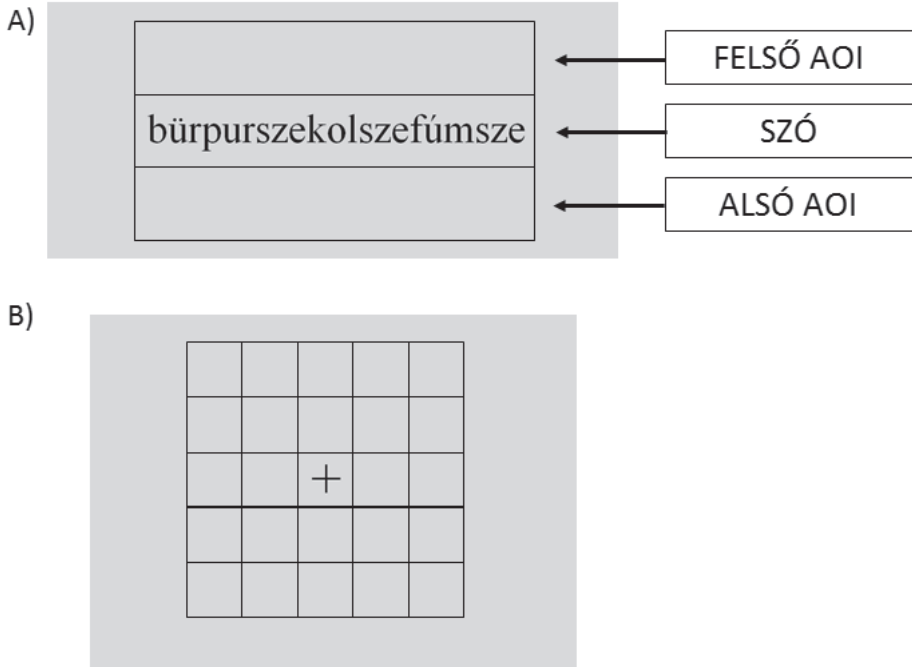 A)
FELSŐ AOI
bürpurszekolszefúmsze
SZÓ
ALSÓ AOI
B)
+